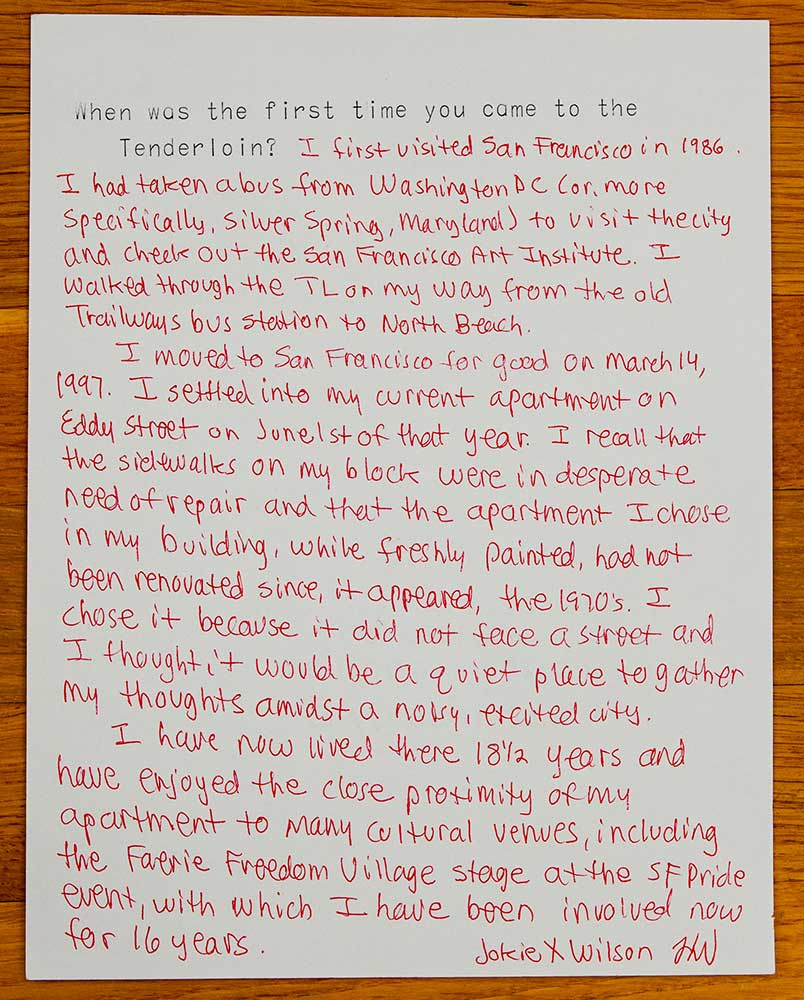 When was the first time you came to the
Tenderloin? I first visited San Francisco in 1986.
I had taken a bus from Washington DC (or, more
specifically, Silver Spring, Maryland) to visit the city
and check out the San Francisco Art Institute. I
walked through the TL on my way from the old
Trailways bus station to North Beach.
I moved to San Francisco for good on March 14,
1997. I settled into my current apartment on
Eddy Street on June 1st of that year. I recall that
the sidewalks on my block were in desperate
need of repair and that the apartment I chose
in my building, while freshly painted, had not
been renovated since, it appeared, the 1970's. I
chose it because it did not face a street and
I thought it would be a quiet place to gather
my thoughts amidst a noisy, excited city.
I have now lived there 18 1/2 years and
have enjoyed the close proximity of my
apartment to many cultural venues, including
the Faerie Freedom Village stage at the SF Pride
event, with which I have been involved now
for 16 years. Jokie X Wilson JXW